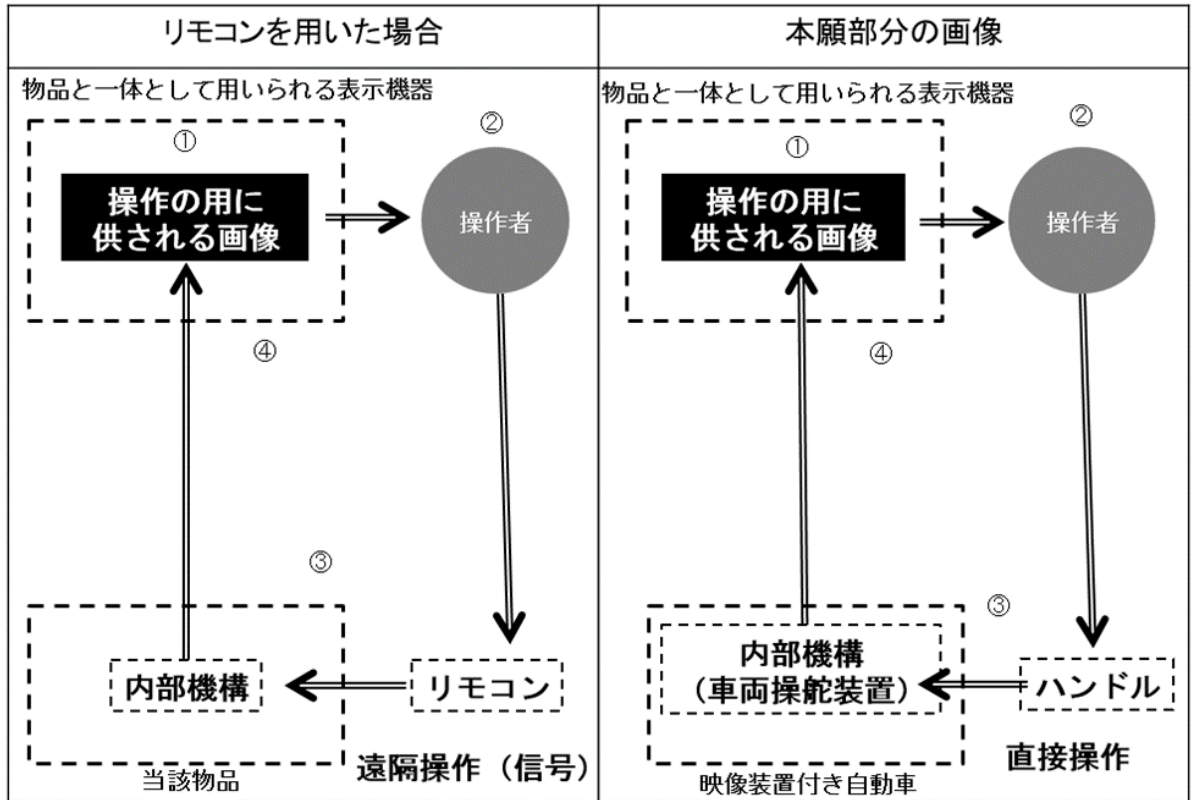 リモコンを用いた場合
物品と一体として用いられる表示機器
①
②
操作の用に
供される画像
操作者
④
③
内部機構
リモコン
当該物品
遠隔操作（信号）
本願部分の画像
物品と一体として用いられる表示機器
①
②
操作の用に
供される画像
操作者
④
③
内部機構
（車両操舵装置）
ハンドル
直接操作
映像装置付き自動車